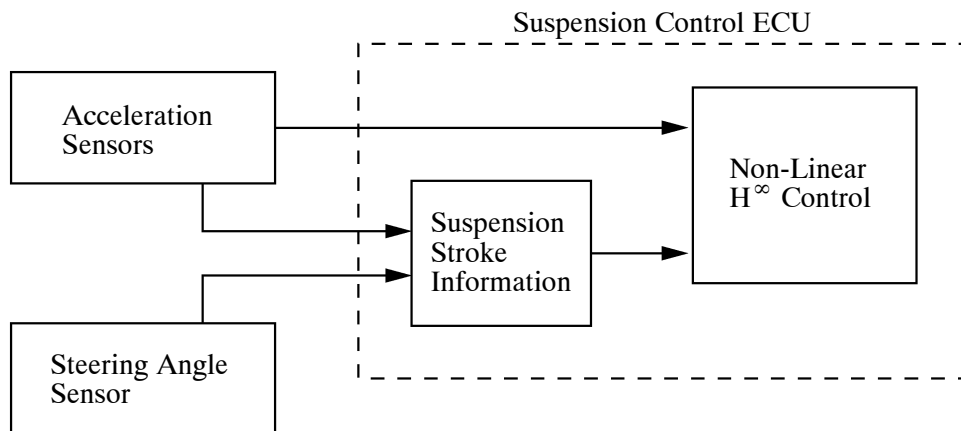 Suspension Control ECU
Acceleration
Sensors
Non-Linear
H∞ Control
Suspension
Stroke
Information
Steering Angle
Sensor